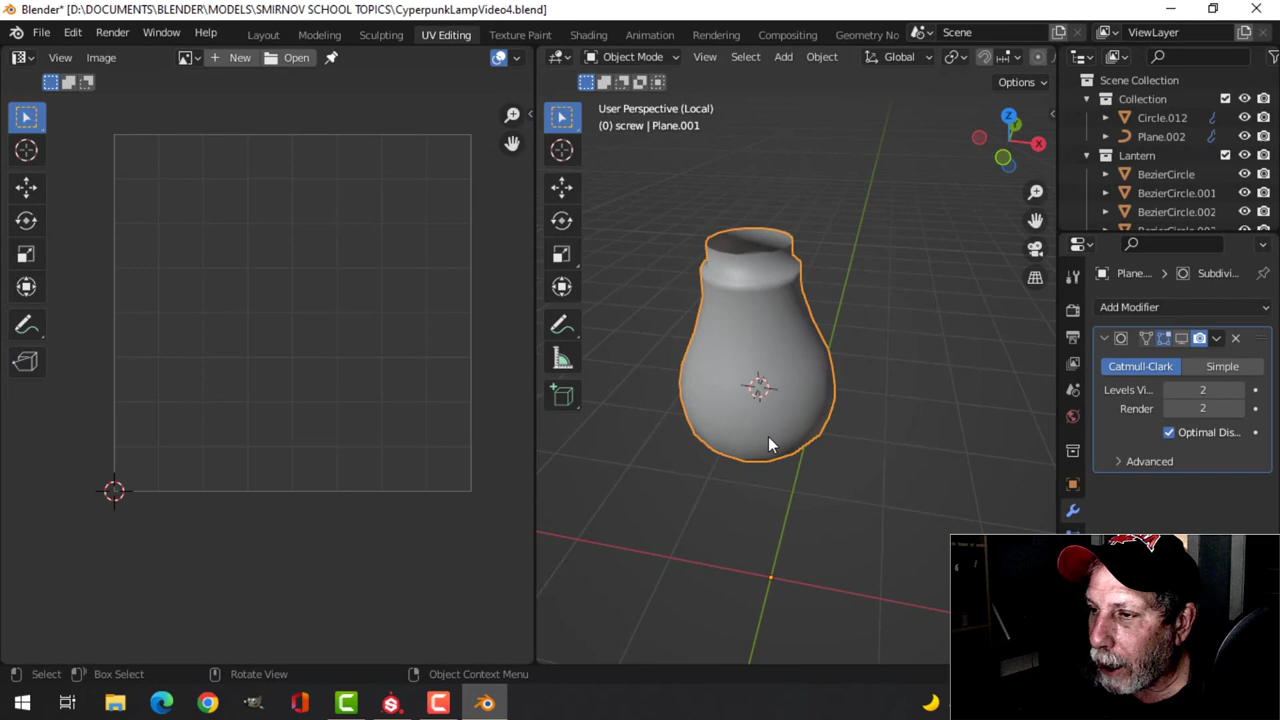 Blender* [D:\DOCUMENTS\BLENDER\MODELS\SMIRNOV SCHOOL TOPICS\CyperpunkLampVideo4.blend]
File Edit Render Window Help Layout Modeling Sculpting UV Editing Texture Paint Shading Animation Rendering Compositing Geometry No Scene ViewLayer
View Image New Open Object Mode View Select Add Object Global
Options
User Perspective (Local)
(0) screw | Plane.001
Z
Y
X
Scene Collection
Collection
Circle.012
Plane.002
Lantern
BezierCircle
BezierCircle.001
BezierCircle.002
Plane.... Subdivi...
Add Modifier
Catmull-Clark Simple
Levels Vi... 2
Render 2
Optimal Dis...
Advanced
Select Box Select Rotate View Object Context Menu